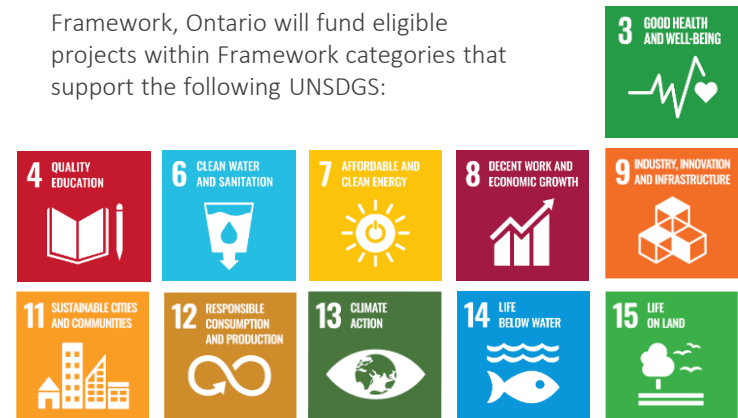 Framework, Ontario will fund eligible
projects within Framework categories that
support the following UNSDGS:
3 GOOD HEALTH
AND WELL-BEING
4 QUALITY
EDUCATION
6 CLEAN WATER
AND SANITATION
7 AFFORDABLE AND
CLEAN ENERGY
8 DECENT WORK AND
ECONOMIC GROWTH
9 INDUSTRY, INNOVATION
AND INFRASTRUCTURE
11 SUSTAINABLE CITIES
AND COMMUNITIES
12 RESPONSIBLE
CONSUMPTION
AND PRODUCTION
13 CLIMATE
ACTION
14 LIFE
BELOW WATER
15 LIFE
ON LAND